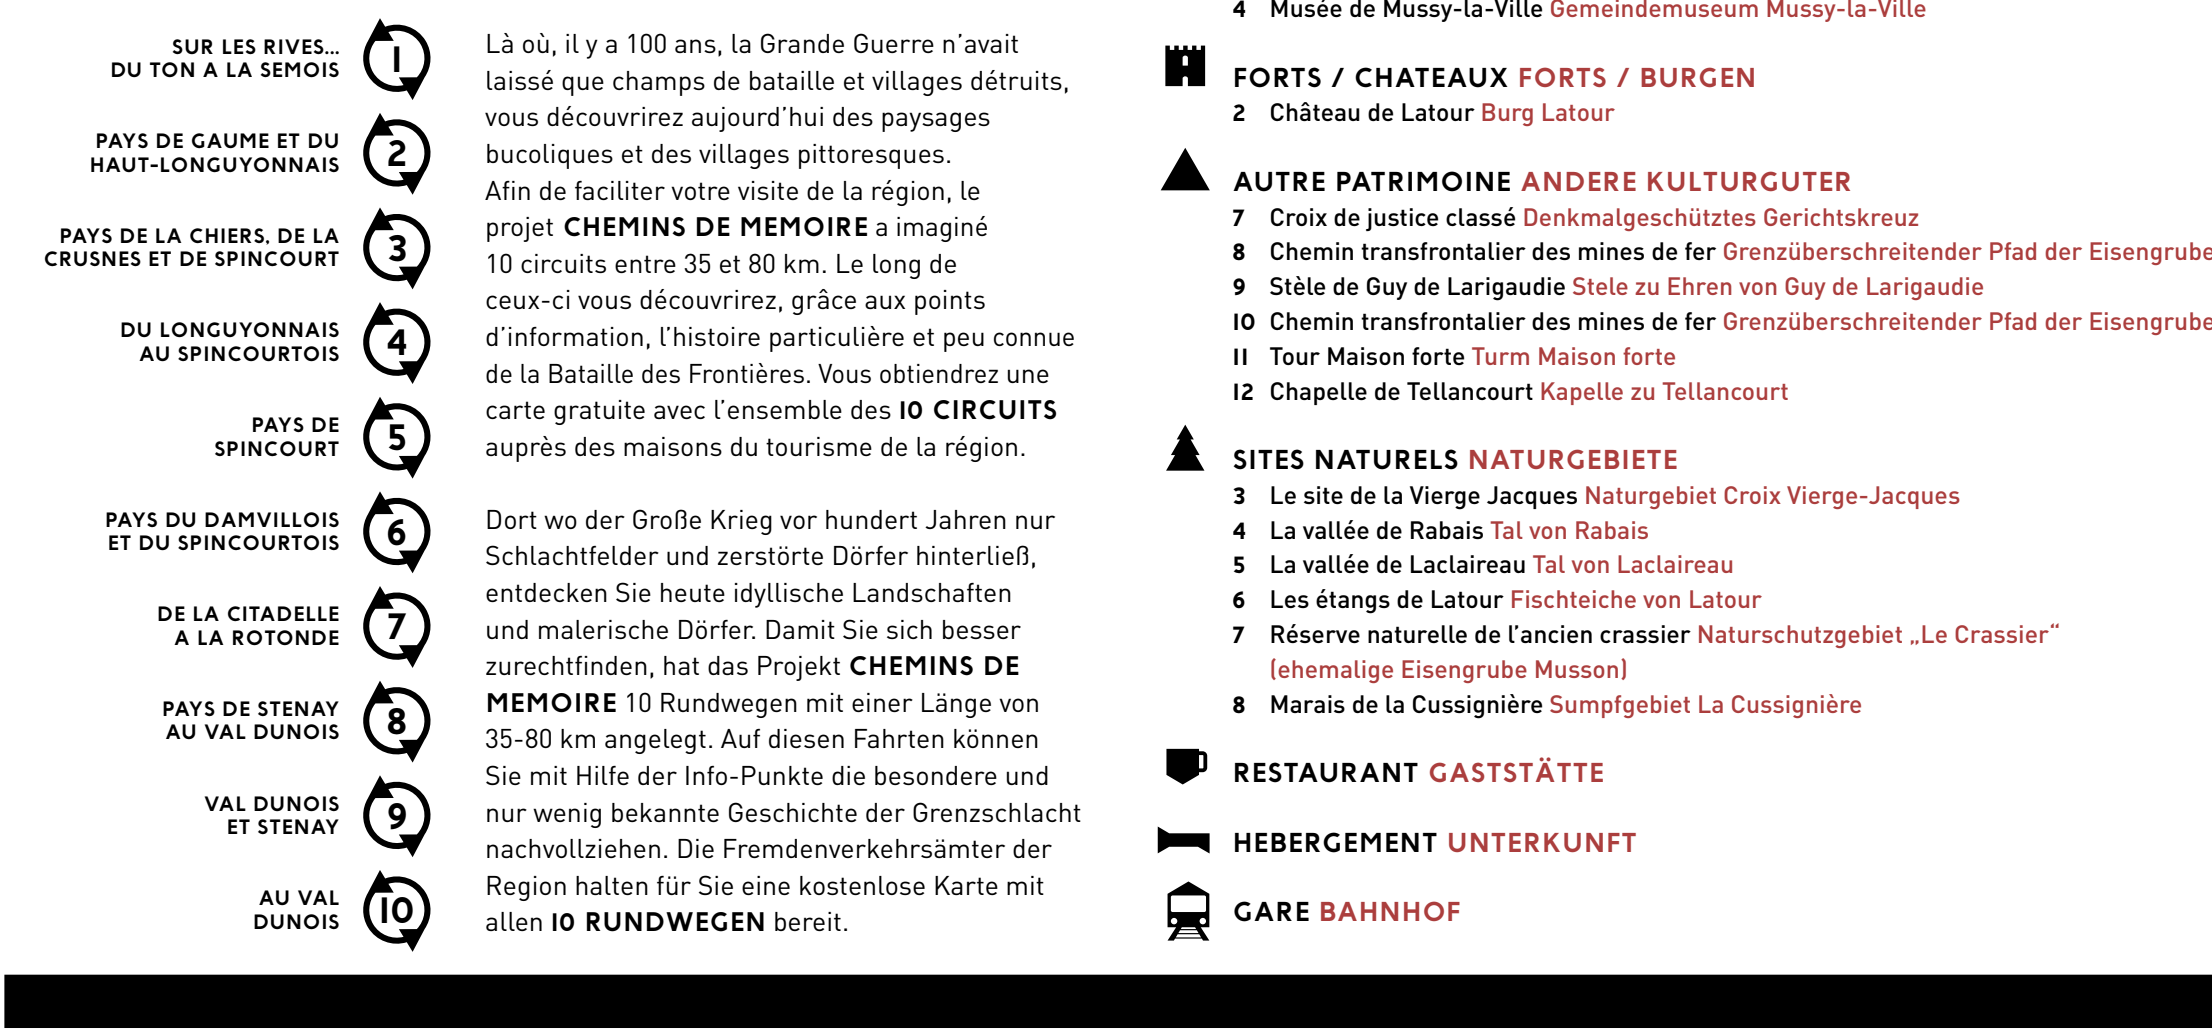 SUR LES RIVES...
DU TON A LA SEMOIS
1
PAYS DE GAUME ET DU
HAUT-LONGUYONNAIS
2
PAYS DE LA CHIERS, DE LA
CRUSNES ET DE SPINCOURT
3
DU LONGUYONNAIS
AU SPINCOURTOIS
4
PAYS DE
SPINCOURT
5
PAYS DU DAMVILLOIS
ET DU SPINCOURTOIS
6
DE LA CITADELLE
A LA ROTONDE
7
PAYS DE STENAY
AU VAL DUNOIS
8
VAL DUNOIS
ET STENAY
9
AU VAL
DUNOIS
10
Là où, il y a 100 ans, la Grande Guerre n’avait
laissé que champs de bataille et villages détruits,
vous découvrirez aujourd’hui des paysages
bucoliques et des villages pittoresques.
Afin de faciliter votre visite de la région, le
projet CHEMINS DE MEMOIRE a imaginé
10 circuits entre 35 et 80 km. Le long de
ceux-ci vous découvrirez, grâce aux points
d’information, l’histoire particulière et peu connue
de la Bataille des Frontières. Vous obtiendrez une
carte gratuite avec l’ensemble des 10 CIRCUITS
auprès des maisons du tourisme de la région.
Dort wo der Große Krieg vor hundert Jahren nur
Schlachtfelder und zerstörte Dörfer hinterließ,
entdecken Sie heute idyllische Landschaften
und malerische Dörfer. Damit Sie sich besser
zurechtfinden, hat das Projekt CHEMINS DE
MEMOIRE 10 Rundwegen mit einer Länge von
35-80 km angelegt. Auf diesen Fahrten können
Sie mit Hilfe der Info-Punkte die besondere und
nur wenig bekannte Geschichte der Grenzschlacht
nachvollziehen. Die Fremdenverkehrsämter der
Region halten für Sie eine kostenlose Karte mit
allen 10 RUNDWEGEN bereit.
4 Musée de Mussy-la-Ville Gemeindemuseum Mussy-la-Ville
FORTS / CHATEAUX FORTS / BURGEN
2 Château de Latour Burg Latour
AUTRE PATRIMOINE ANDERE KULTURGUTER
7 Croix de justice classé Denkmalgeschütztes Gerichtskreuz
8 Chemin transfrontalier des mines de fer Grenzüberschreitender Pfad der Eisengrube
9 Stèle de Guy de Larigaudie Stele zu Ehren von Guy de Larigaudie
10 Chemin transfrontalier des mines de fer Grenzüberschreitender Pfad der Eisengrube
11 Tour Maison forte Turm Maison forte
12 Chapelle de Tellancourt Kapelle zu Tellancourt
SITES NATURELS NATURGEBIETE
3 Le site de la Vierge Jacques Naturgebiet Croix Vierge-Jacques
4 La vallée de Rabais Tal von Rabais
5 La vallée de Laclaireau Tal von Laclaireau
6 Les étangs de Latour Fischteiche von Latour
7 Réserve naturelle de l’ancien crassier Naturschutzgebiet „Le Crassier“
(ehemalige Eisengrube Musson)
8 Marais de la Cussignière Sumpfgebiet La Cussignière
RESTAURANT GASTSTÄTTE
HEBERGEMENT UNTERKUNFT
GARE BAHNHOF